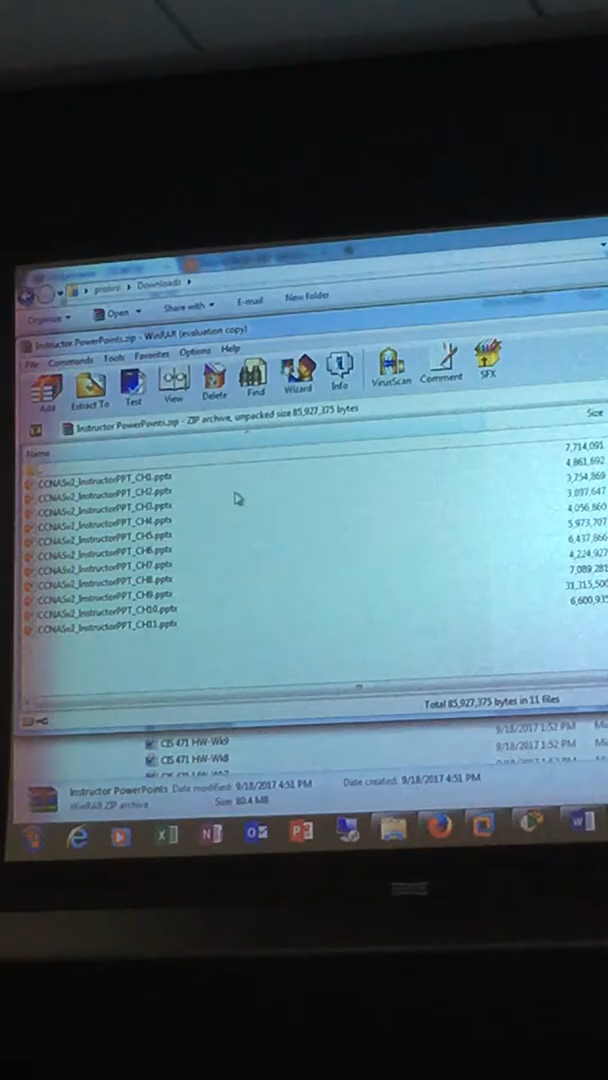 Downloads
Organize Open Share with E-mail New folder
Instructor PowerPoints.zip - WinRAR (evaluation copy)
File Commands Tools Favorites Options Help
Add Extract To Test View Delete Find Wizard Info VirusScan Comment SFX
Instructor PowerPoints.zip - ZIP archive, unpacked size 85,927,375 bytes
Name Size
CCNASv2_InstructorPPT_CH1.pptx 7,714,091
CCNASv2_InstructorPPT_CH2.pptx 4,861,692
CCNASv2_InstructorPPT_CH3.pptx 3,754,869
CCNASv2_InstructorPPT_CH4.pptx 3,897,647
CCNASv2_InstructorPPT_CH5.pptx 4,056,860
CCNASv2_InstructorPPT_CH6.pptx 5,973,707
CCNASv2_InstructorPPT_CH7.pptx 6,437,866
CCNASv2_InstructorPPT_CH8.pptx 4,224,927
CCNASv2_InstructorPPT_CH9.pptx 7,089,281
CCNASv2_InstructorPPT_CH10.pptx 31,315,500
CCNASv2_InstructorPPT_CH11.pptx 6,600,935
Total 85,927,375 bytes in 11 files
CIS 471 HW-Wk9 9/18/2017 1:52 PM
CIS 471 HW-Wk8 9/18/2017 1:52 PM
Instructor PowerPoints Date modified: 9/18/2017 4:51 PM Date created: 9/18/2017 4:51 PM
WinRAR ZIP archive Size: 80.4 MB